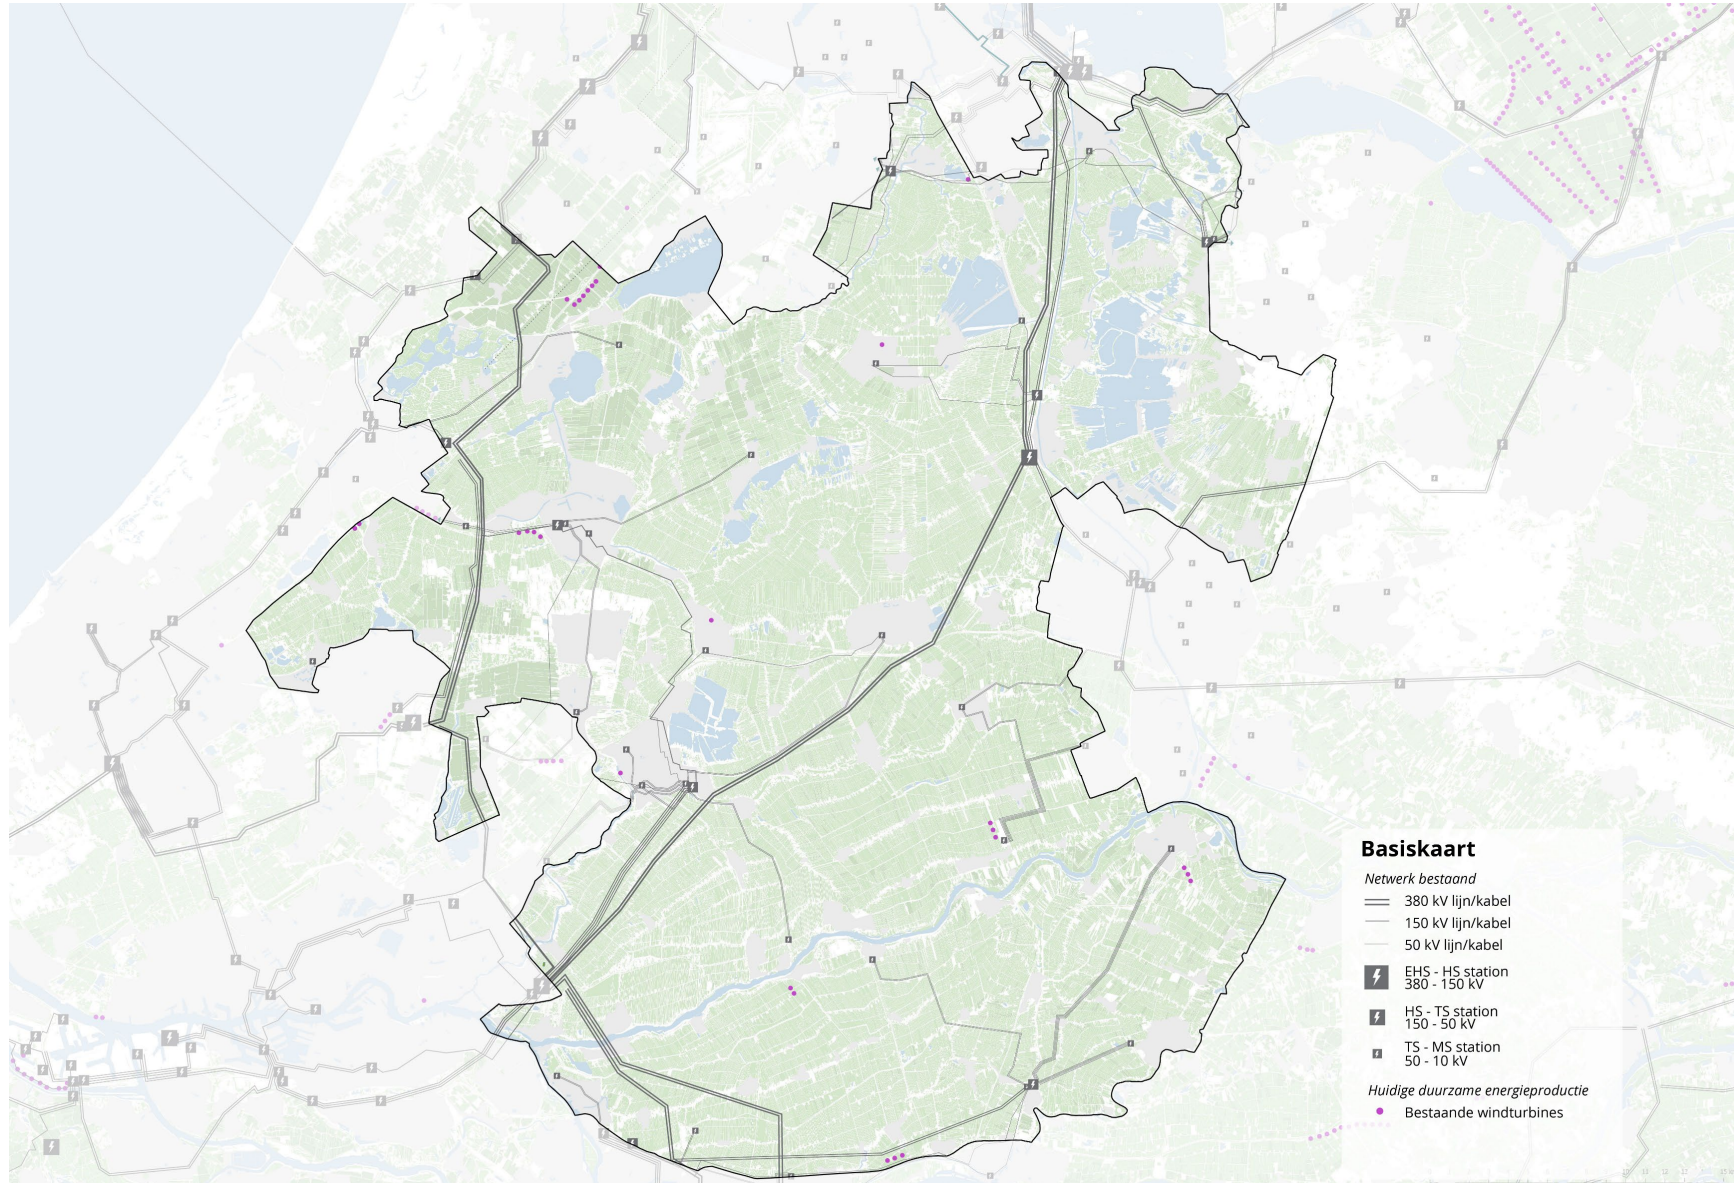 Basiskaart
Netwerk bestaand
380 kV lijn/kabel
150 kV lijn/kabel
50 kV lijn/kabel
EHS - HS station
380 - 150 kV
HS - TS station
150 - 50 kV
TS - MS station
50 - 10 kV
Huidige duurzame energieproductie
Bestaande windturbines